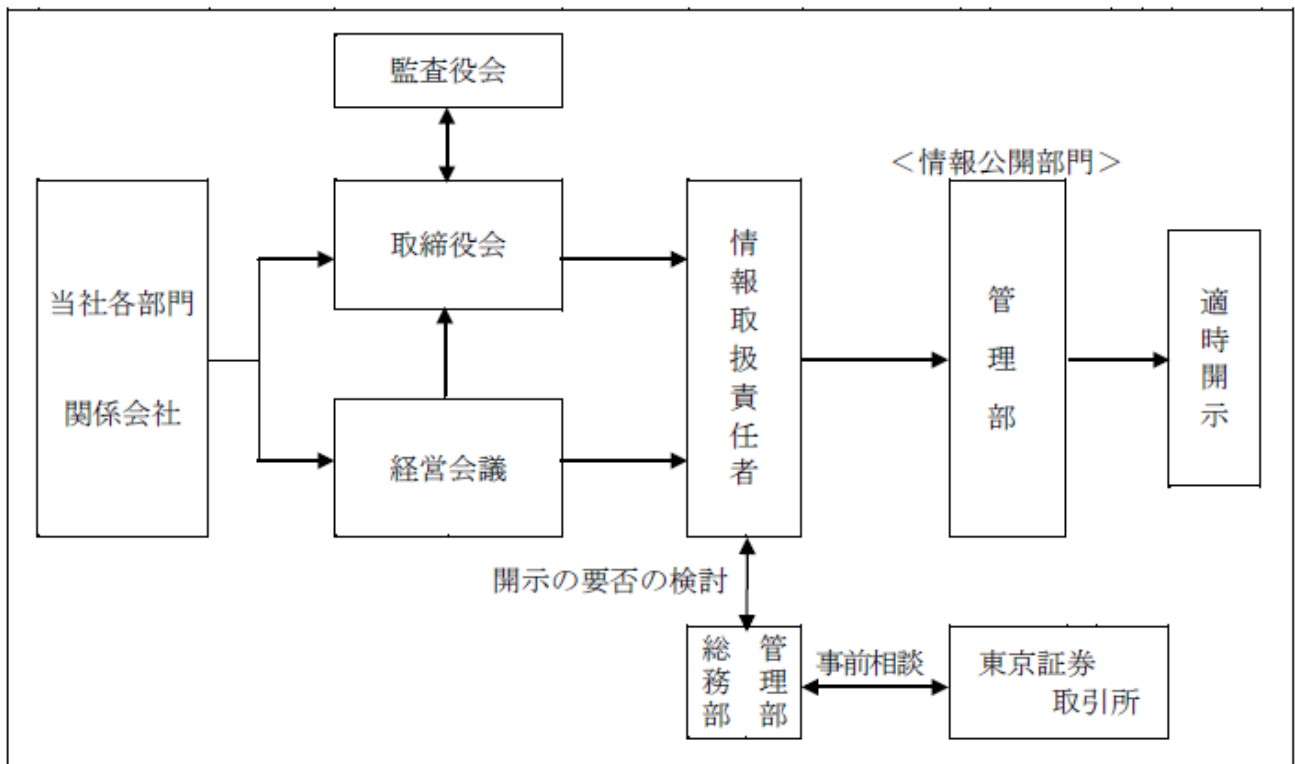 監査役会
＜情報公開部門＞
当社各部門
関係会社
取締役会
経営会議
情報取扱責任者
管理部
適時開示
開示の要否の検討
管理部
総務部
事前相談
東京証券
取引所